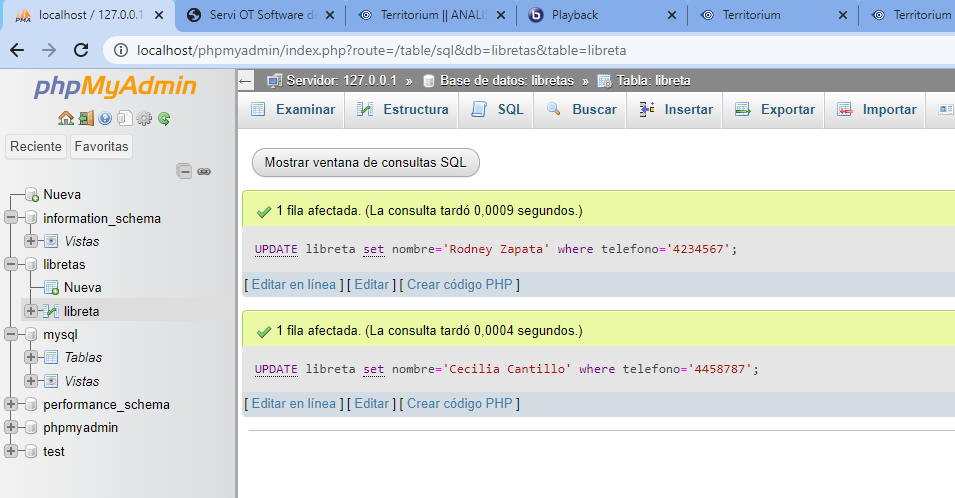 localhost / 127.0.0.1
Servi OT Software de
Territorium || ANALIS
Playback
Territorium
Territorium
localhost/phpmyadmin/index.php?route=/table/sql&db=libretas&table=libreta
phpMyAdmin
Servidor: 127.0.0.1 » Base de datos: libretas » Tabla: libreta
Examinar Estructura SQL Buscar Insertar Exportar Importar
Reciente Favoritas
Nueva
information_schema
Vistas
libretas
Nueva
libreta
mysql
Tablas
Vistas
performance_schema
phpmyadmin
test
Mostrar ventana de consultas SQL
1 fila afectada. (La consulta tardó 0,0009 segundos.)
UPDATE libreta set nombre='Rodney Zapata' where telefono='4234567';
[ Editar en línea ] [ Editar ] [ Crear código PHP ]
1 fila afectada. (La consulta tardó 0,0004 segundos.)
UPDATE libreta set nombre='Cecilia Cantillo' where telefono='4458787';
[ Editar en línea ] [ Editar ] [ Crear código PHP ]